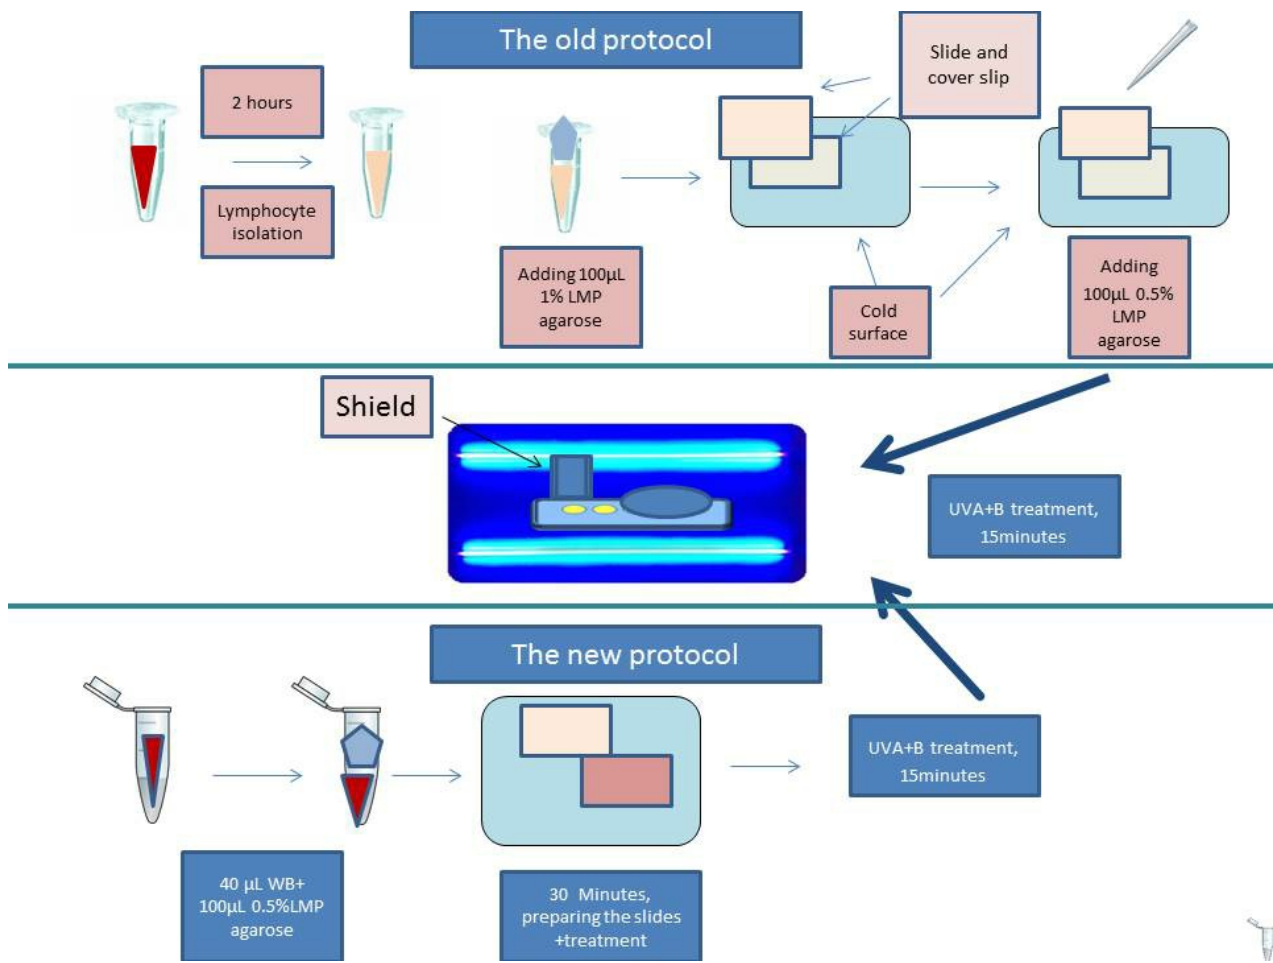 The old protocol
2 hours
Lymphocyte
isolation
Adding 100µL
1% LMP
agarose
Slide and
cover slip
Cold
surface
Adding
100µL 0.5%
LMP
agarose
Shield
UVA+B treatment,
15minutes
The new protocol
40 µL WB+
100µL 0.5%LMP
agarose
30 Minutes,
preparing the slides
+treatment
UVA+B treatment,
15minutes